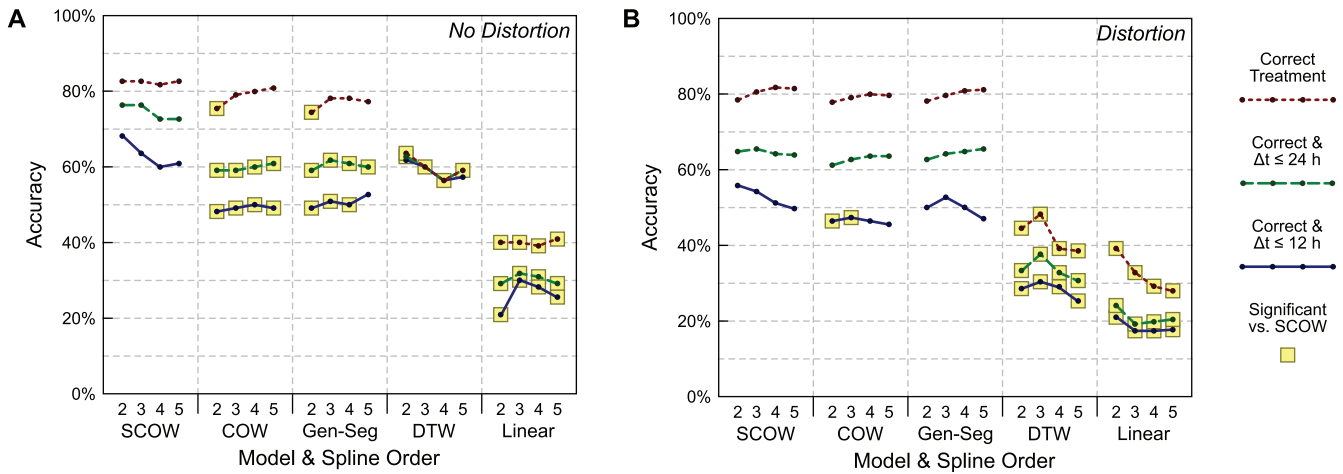 A
No Distortion
100%
80%
60%
40%
20%
0%
Accuracy
2 3 4 5 2 3 4 5 2 3 4 5 2 3 4 5 2 3 4 5
SCOW COW Gen-Seg DTW Linear
Model & Spline Order
B
Distortion
100%
80%
60%
40%
20%
0%
Accuracy
2 3 4 5 2 3 4 5 2 3 4 5 2 3 4 5 2 3 4 5
SCOW COW Gen-Seg DTW Linear
Model & Spline Order
Correct
Treatment
Correct &
Δt ≤ 24 h
Correct &
Δt ≤ 12 h
Significant
vs. SCOW